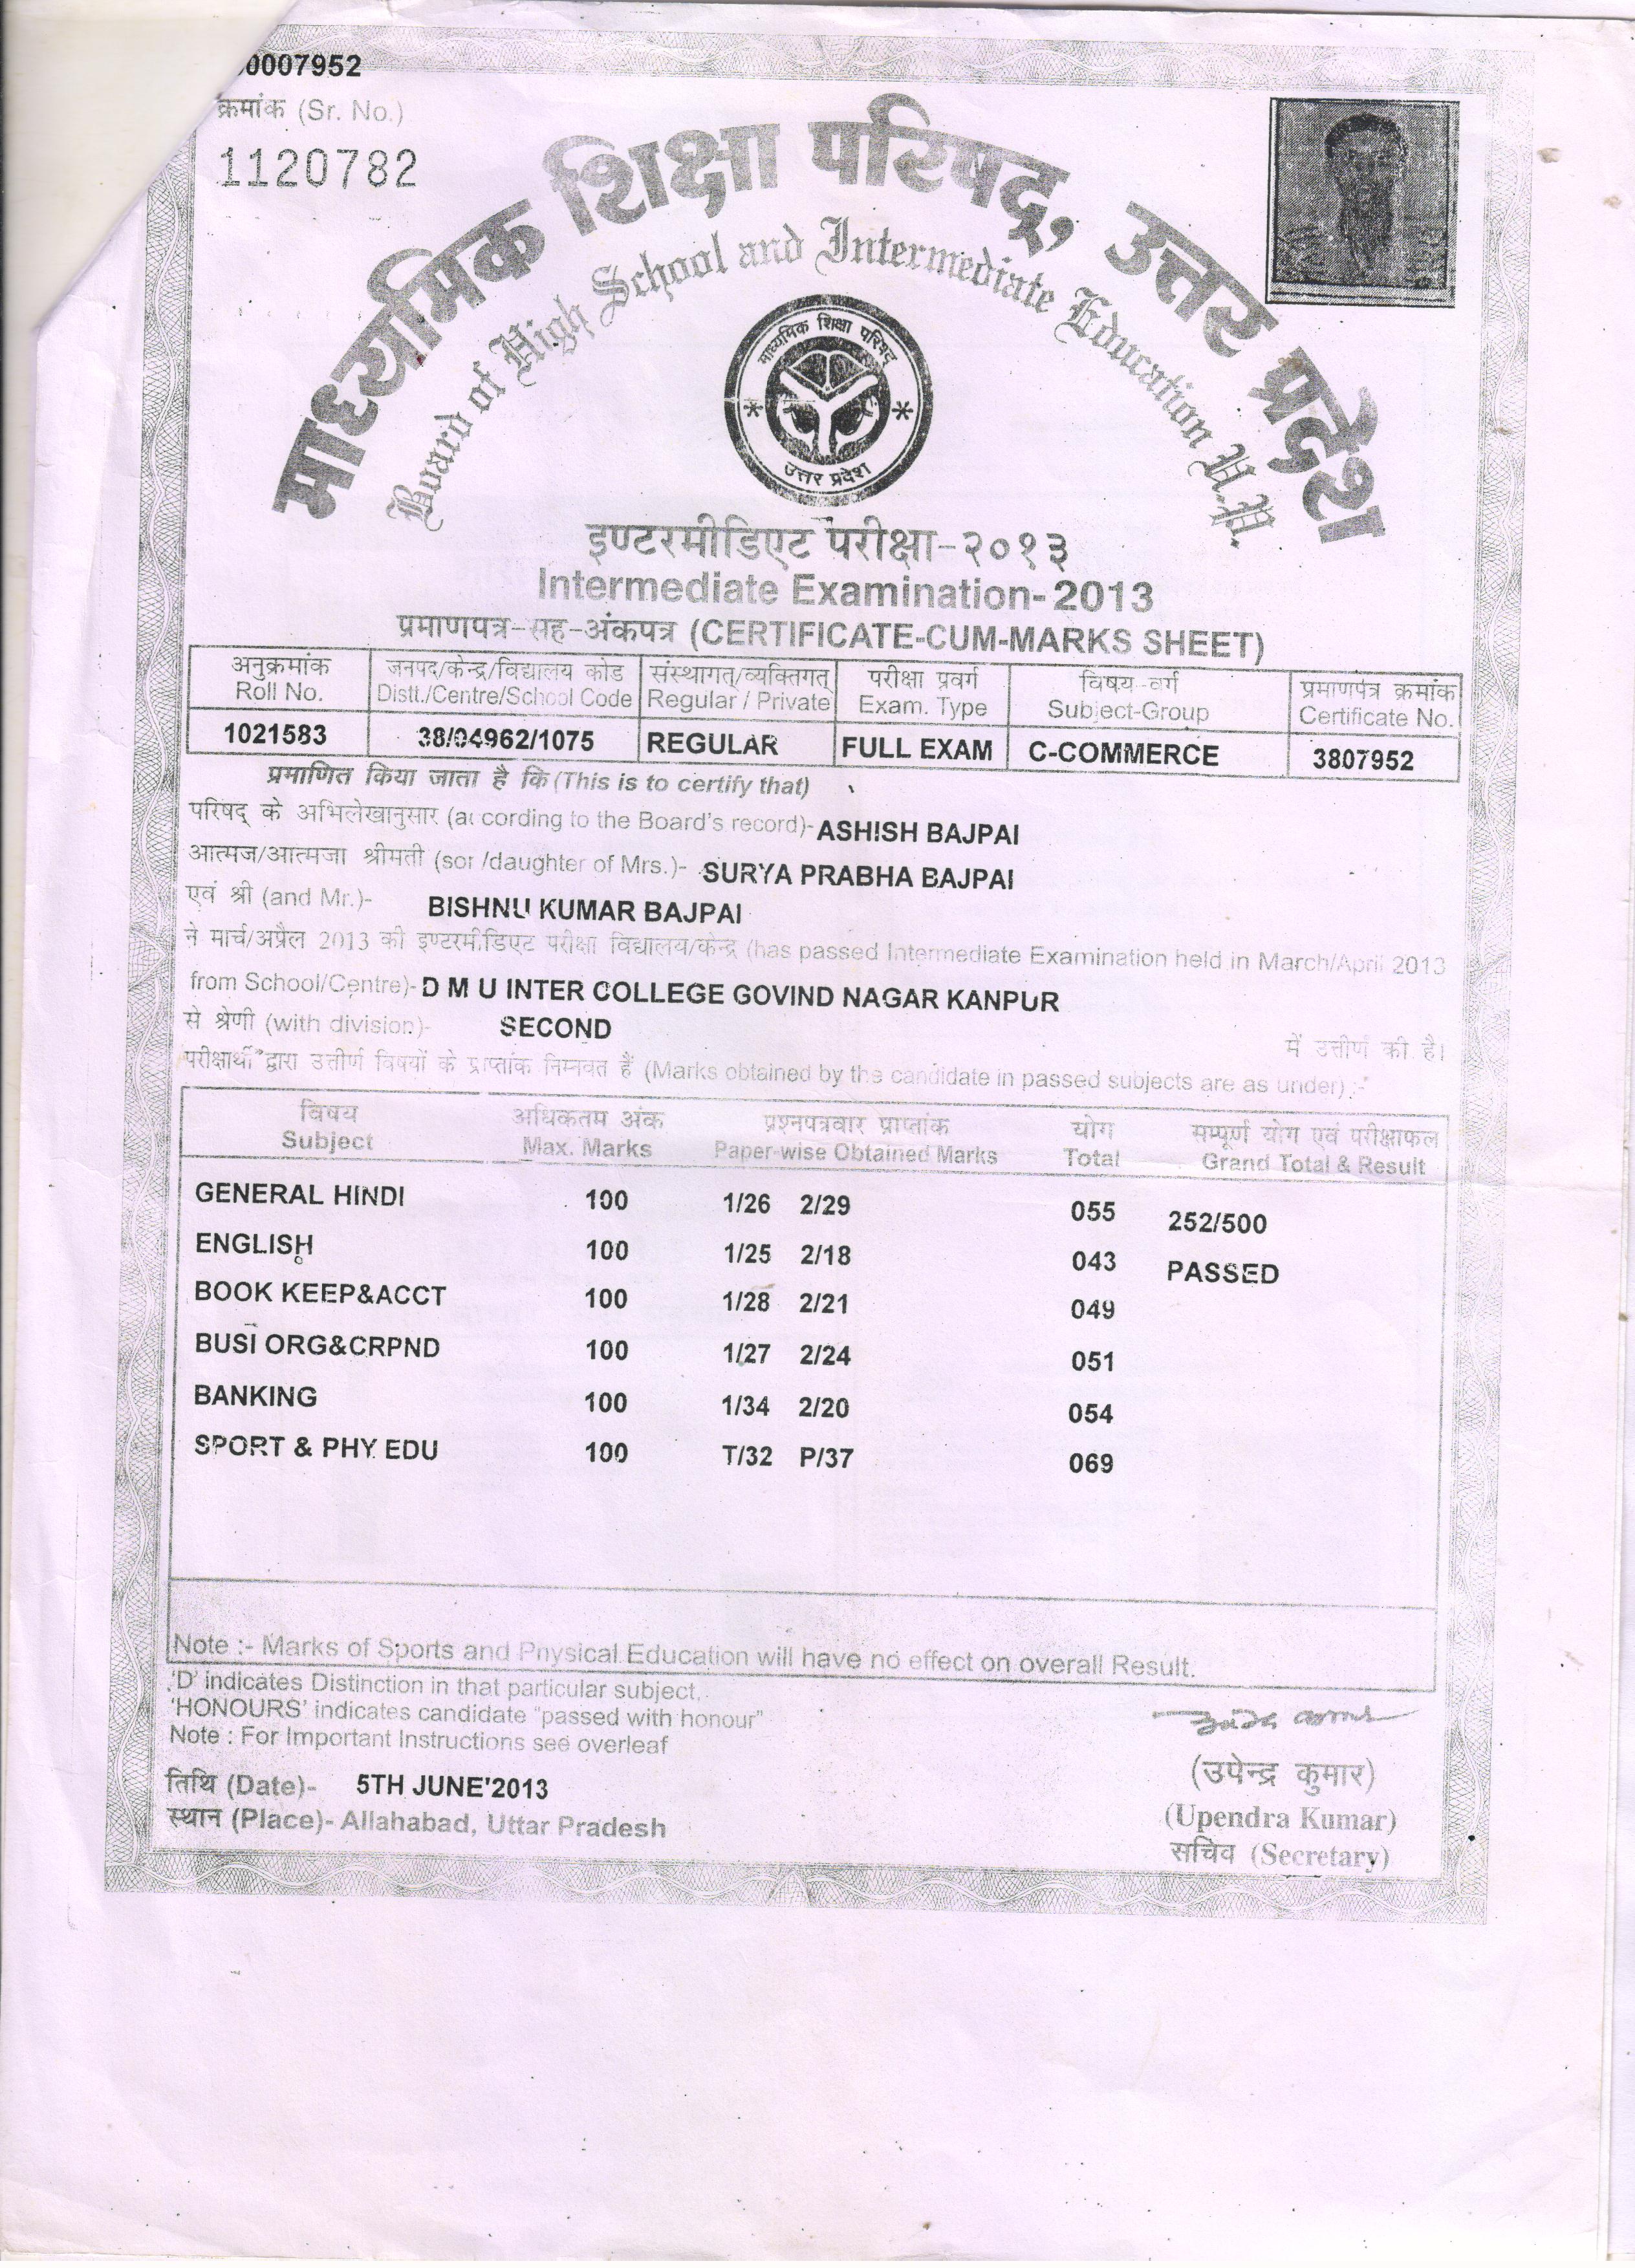 0007952
क्रमांक (Sr. No.)
1120782
माध्यमिक शिक्षा परिषद्, उत्तर प्रदेश
Board of High School and Intermediate Education U.P.
माध्यमिक शिक्षा परिषद्
उत्तर प्रदेश
इण्टरमीडिएट परीक्षा-२०१३
Intermediate Examination- 2013
प्रमाणपत्र-सह-अंकपत्र (CERTIFICATE-CUM-MARKS SHEET)
अनुक्रमांक जनपद/केन्द्र/विद्यालय कोड संस्थागत/व्यक्तिगत् परीक्षा प्रवर्ग विषय-वर्ग प्रमाणपत्र क्रमांक
Roll No. Distt./Centre/School Code Regular / Private Exam. Type Subject-Group Certificate No.
1021583 38/04962/1075 REGULAR FULL EXAM C-COMMERCE 3807952
प्रमाणित किया जाता है कि (This is to certify that)
परिषद् के अभिलेखानुसार (according to the Board's record)- ASHISH BAJPAI
आत्मज/आत्मजा श्रीमती (son/daughter of Mrs.)- SURYA PRABHA BAJPAI
एवं श्री (and Mr.)- BISHNU KUMAR BAJPAI
ने मार्च/अप्रैल 2013 की इण्टरमीडिएट परीक्षा विद्यालय/केन्द्र (has passed Intermediate Examination held in March/April 2013
from School/Centre)- D M U INTER COLLEGE GOVIND NAGAR KANPUR
से श्रेणी (with division)- SECOND
में उत्तीर्ण की है।
परीक्षार्थी द्वारा उत्तीर्ण विषयों के प्राप्तांक निम्नवत हैं (Marks obtained by the candidate in passed subjects are as under) :-
विषय अधिकतम अंक प्रश्नपत्रवार प्राप्तांक योग सम्पूर्ण योग एवं परीक्षाफल
Subject Max. Marks Paper-wise Obtained Marks Total Grand Total & Result
GENERAL HINDI 100 1/26 2/29 055 252/500
ENGLISH 100 1/25 2/18 043 PASSED
BOOK KEEP&ACCT 100 1/28 2/21 049
BUSI ORG&CRPND 100 1/27 2/24 051
BANKING 100 1/34 2/20 054
SPORT & PHY EDU 100 T/32 P/37 069
Note :- Marks of Sports and Physical Education will have no effect on overall Result.
'D' indicates Distinction in that particular subject.
'HONOURS' indicates candidate "passed with honour"
Note : For Important Instructions see overleaf
तिथि (Date)- 5TH JUNE'2013
स्थान (Place)- Allahabad, Uttar Pradesh
(उपेन्द्र कुमार)
(Upendra Kumar)
सचिव (Secretary)